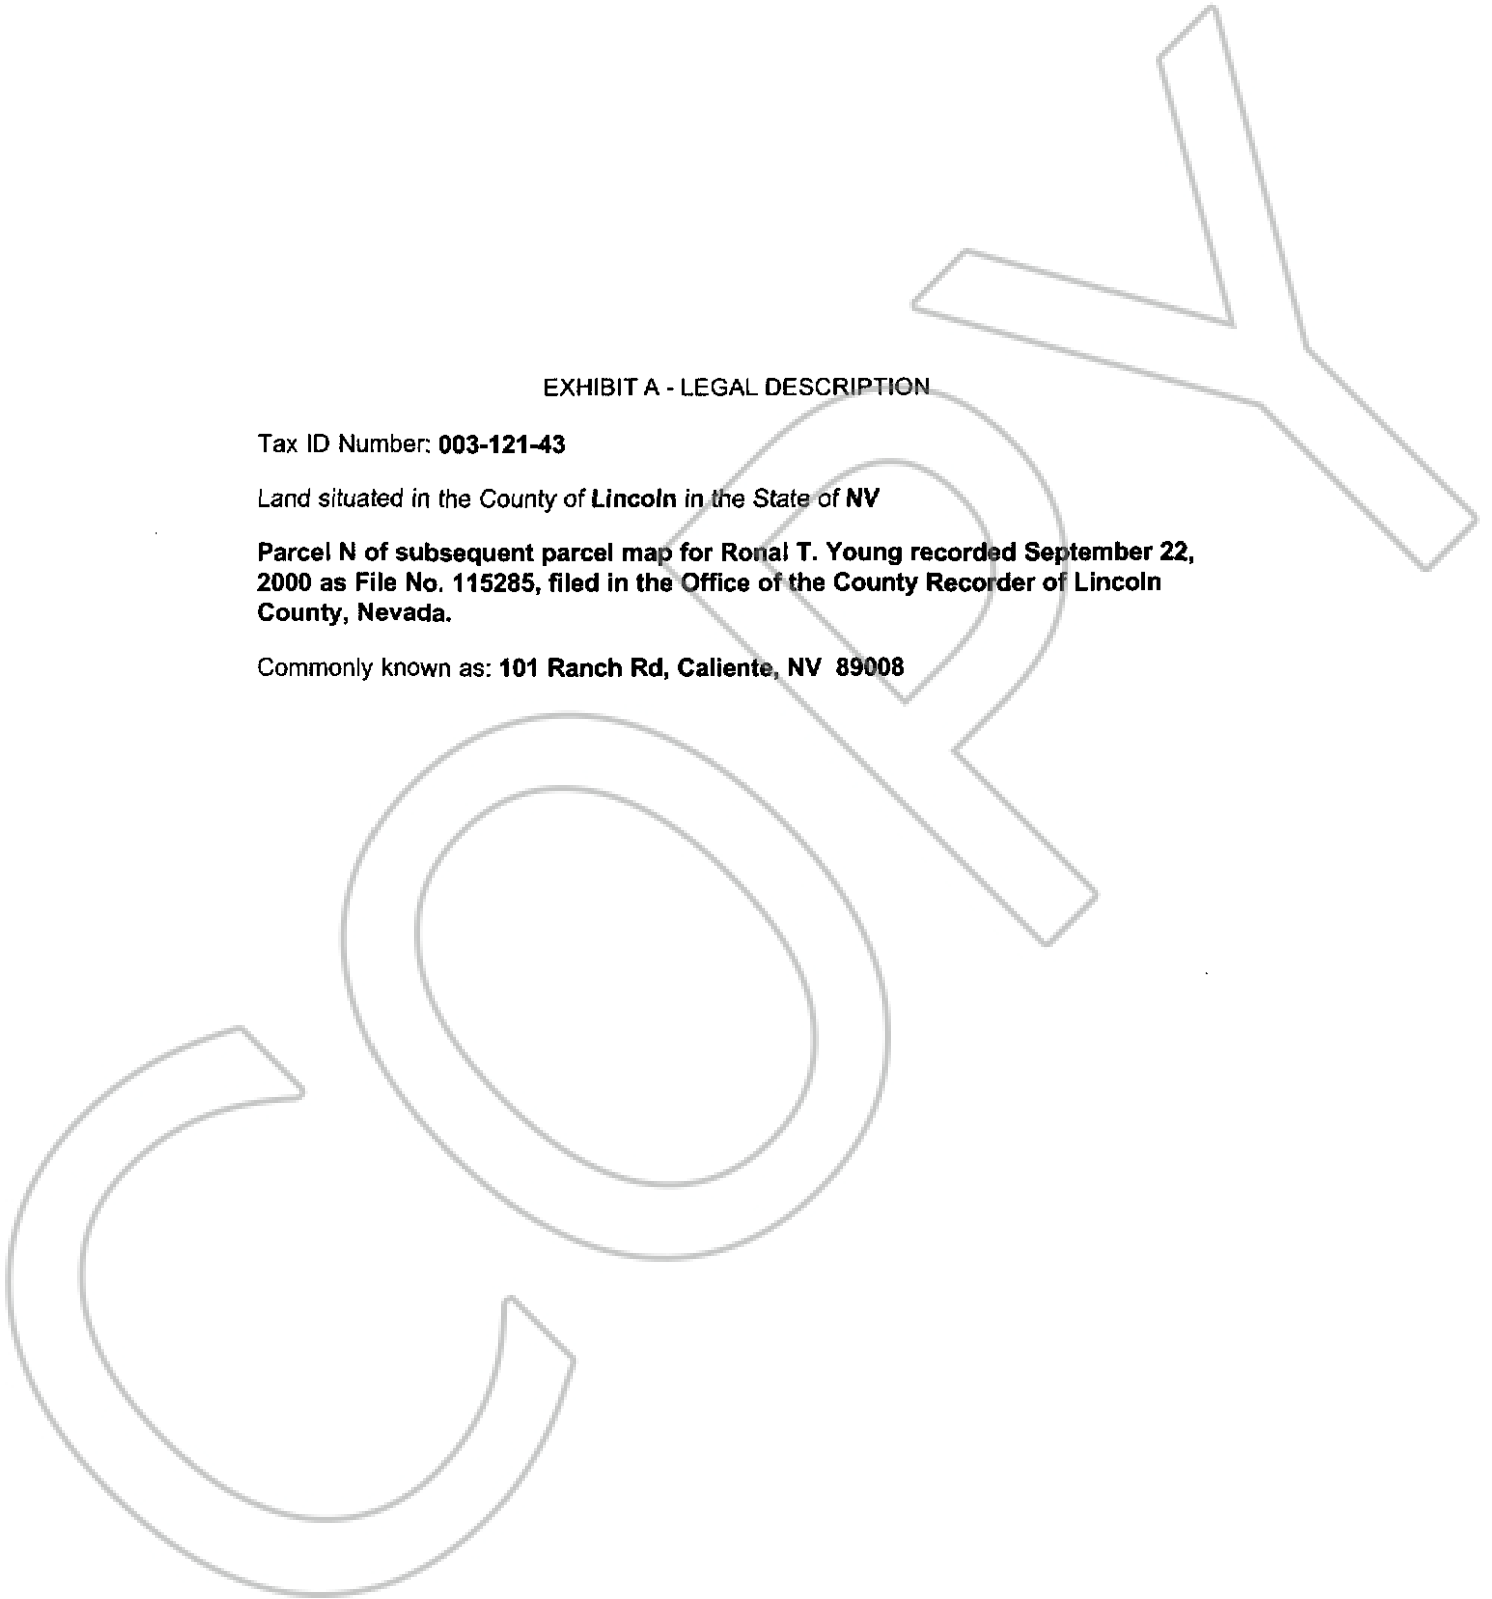 EXHIBIT A - LEGAL DESCRIPTION
Tax ID Number: 003-121-43
Land situated in the County of Lincoln in the State of NV
Parcel N of subsequent parcel map for Ronal T. Young recorded September 22,
2000 as File No. 115285, filed in the Office of the County Recorder of Lincoln
County, Nevada.
Commonly known as: 101 Ranch Rd, Caliente, NV 89008
COPY